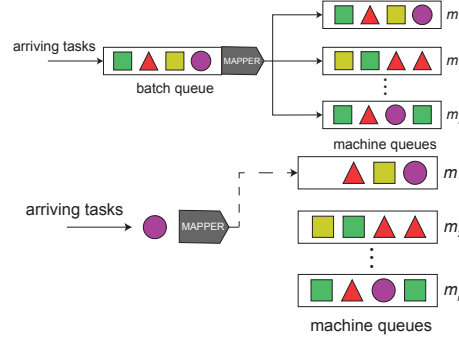 m
arriving tasks
MAPPER
batch queue
m
machine queues
m
arriving tasks
MAPPER
m
m
machine queues